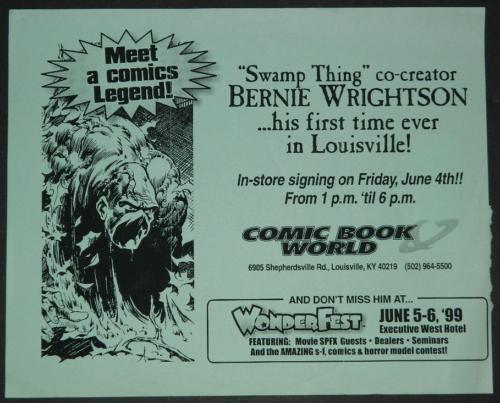 Meet
a comics
Legend!
"Swamp Thing" co-creator
BERNIE WRIGHTSON
...his first time ever
in Louisville!
In-store signing on Friday, June 4th!!
From 1 p.m. 'til 6 p.m.
COMIC BOOK
WORLD
6905 Shepherdsville Rd., Louisville, KY 40219 (502) 964-5500
AND DON'T MISS HIM AT...
WONDERFEST
JUNE 5-6, '99
Executive West Hotel
FEATURING: Movie SPFX Guests • Dealers • Seminars
And the AMAZING s-f, comics & horror model contest!